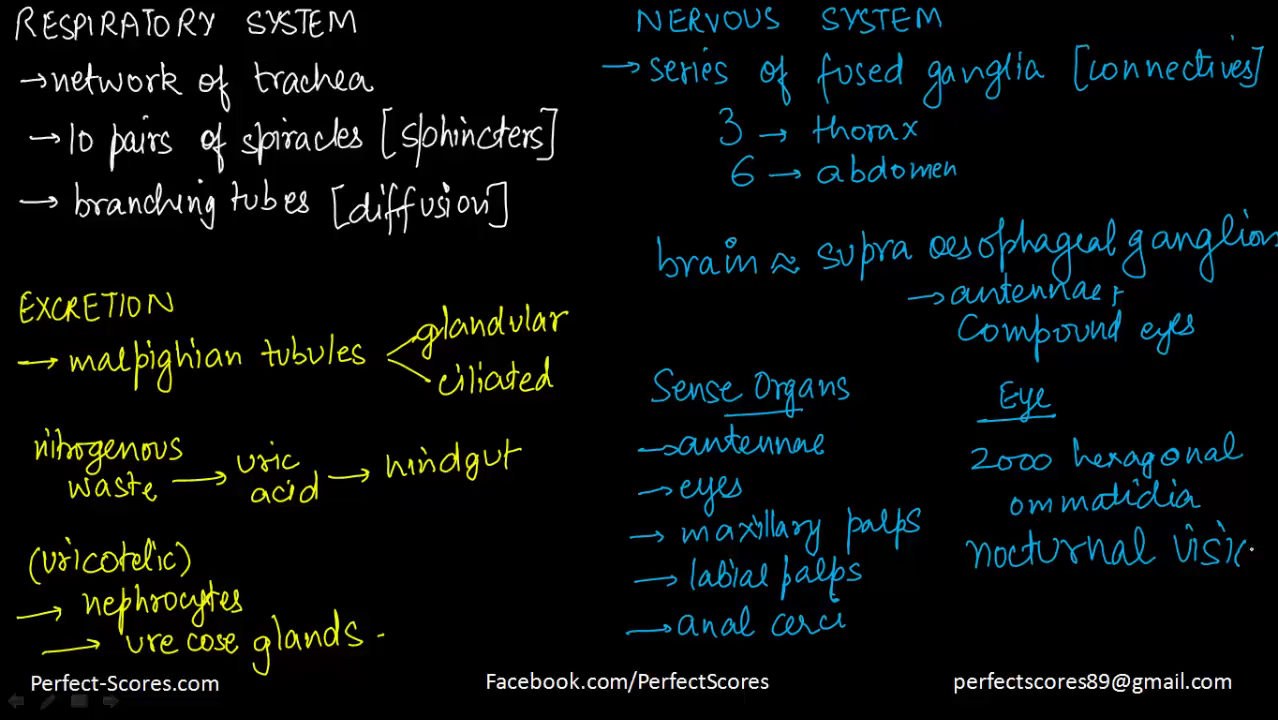 RESPIRATORY SYSTEM
→ network of trachea
→ 10 pairs of spiracles [sphincters]
→ branching tubes [diffusion]
EXCRETION
→ malpighian tubules
glandular
ciliated
nitrogenous waste → uric acid → hindgut
(uricotelic)
→ nephrocytes
→ urecose glands -
NERVOUS SYSTEM
→ series of fused ganglia [connectives]
3 → thorax
6 → abdomen
brain ≈ supra oesophageal ganglion
→ antennae +
compound eyes
Sense Organs
→ antennae
→ eyes
→ maxillary palps
→ labial palps
→ anal cerci
Eye
2000 hexagonal
ommatidia
nocturnal visi
Perfect-Scores.com
Facebook.com/PerfectScores
perfectscores89@gmail.com